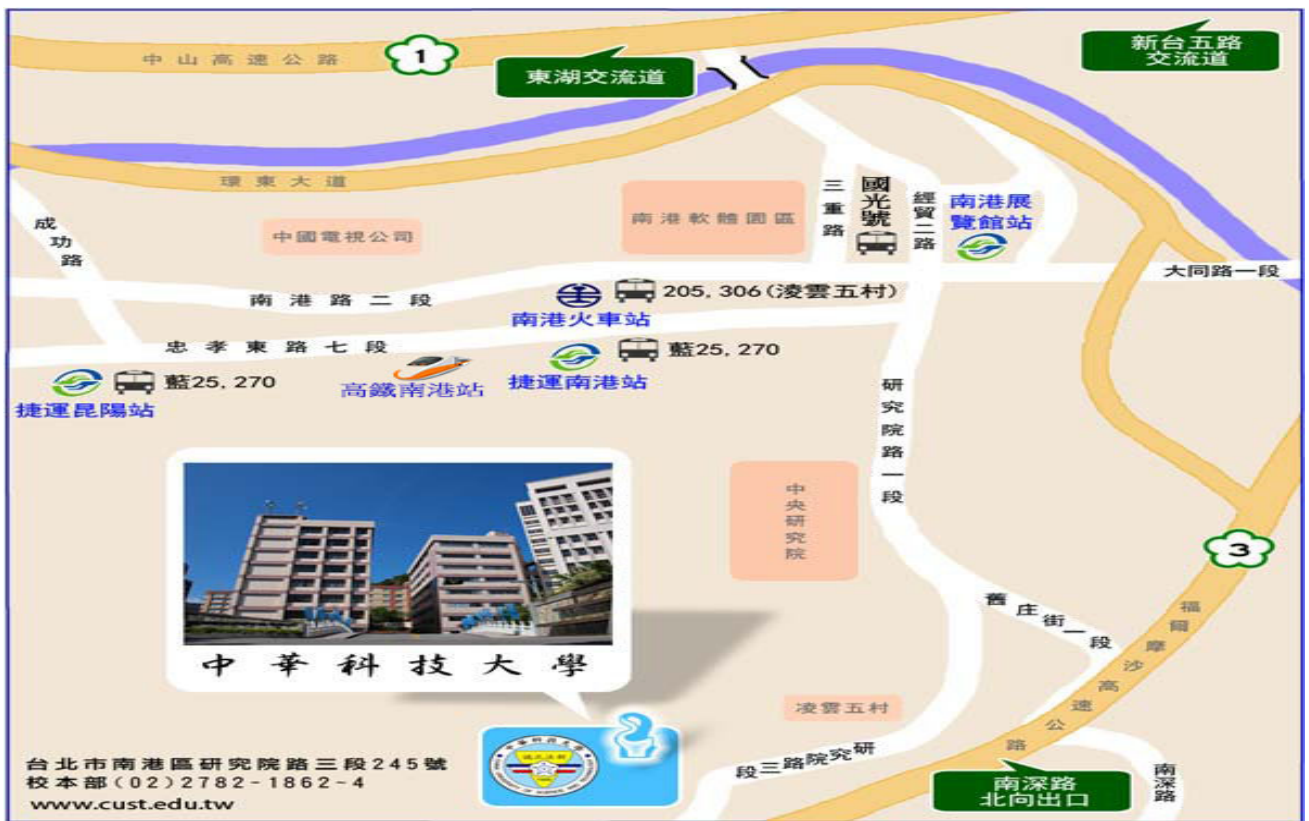 中山高速公路
1
東湖交流道
新台五路
交流道
環東大道
成功路
中國電視公司
南港軟體園區
三重路
國光號
經貿二路
南港展
覽館站
大同路一段
南港路二段
205, 306(淩雲五村)
南港火車站
忠孝東路七段
藍25, 270
捷運昆陽站
高鐵南港站
藍25, 270
捷運南港站
研究院路一段
中央研究院
3
舊庄街一段
福爾摩沙高速公路
中華科技大學
凌雲五村
段三路院究研
南深路
北向出口
南深路
台北市南港區研究院路三段245號
校本部(02)2782-1862~4
www.cust.edu.tw